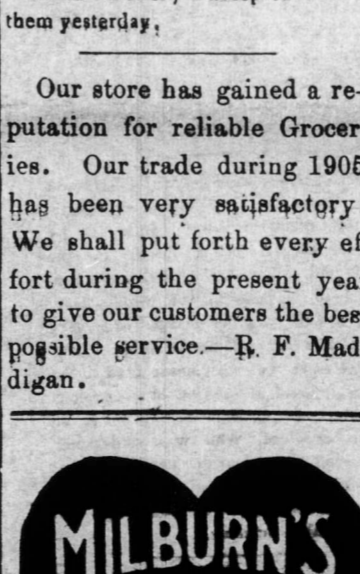 them yesterday.
Our store has gained a re-
putation for reliable Grocer
ies. Our trade during 1905
has been very satisfactory
We shall put forth every ef
fort during the present yea
to give our customers the bes
possible service.—R. F. Mad
digan.
MILBURN'S